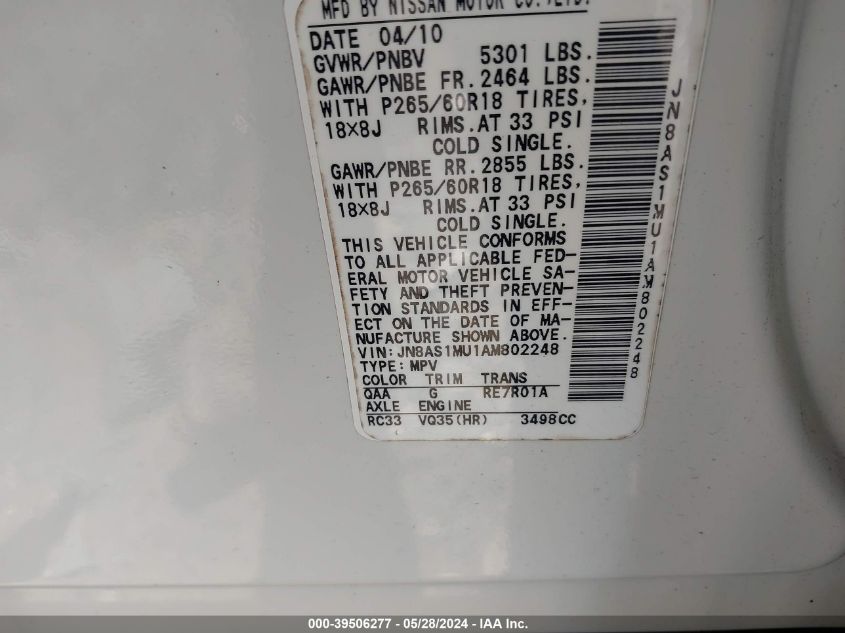 MFD BY NISSAN MOTOR CO.,LTD.
DATE 04/10
GVWR/PNBV 5301 LBS.
GAWR/PNBE FR. 2464 LBS.
WITH P265/60R18 TIRES,
18X8J RIMS.AT 33 PSI
COLD SINGLE.
GAWR/PNBE RR. 2855 LBS.
WITH P265/60R18 TIRES,
18X8J RIMS.AT 33 PSI
COLD SINGLE.
THIS VEHICLE CONFORMS
TO ALL APPLICABLE FED-
ERAL MOTOR VEHICLE SA-
FETY AND THEFT PREVEN-
TION STANDARDS IN EFF-
ECT ON THE DATE OF MA-
NUFACTURE SHOWN ABOVE.
VIN:JN8AS1MU1AM802248
TYPE:MPV
COLOR TRIM TRANS
QAA G RE7R01A
AXLE ENGINE
RC33 VQ35(HR) 3498CC
JN8AS1MU1AM802248
000-39506277 - 05/28/2024 - IAA Inc.